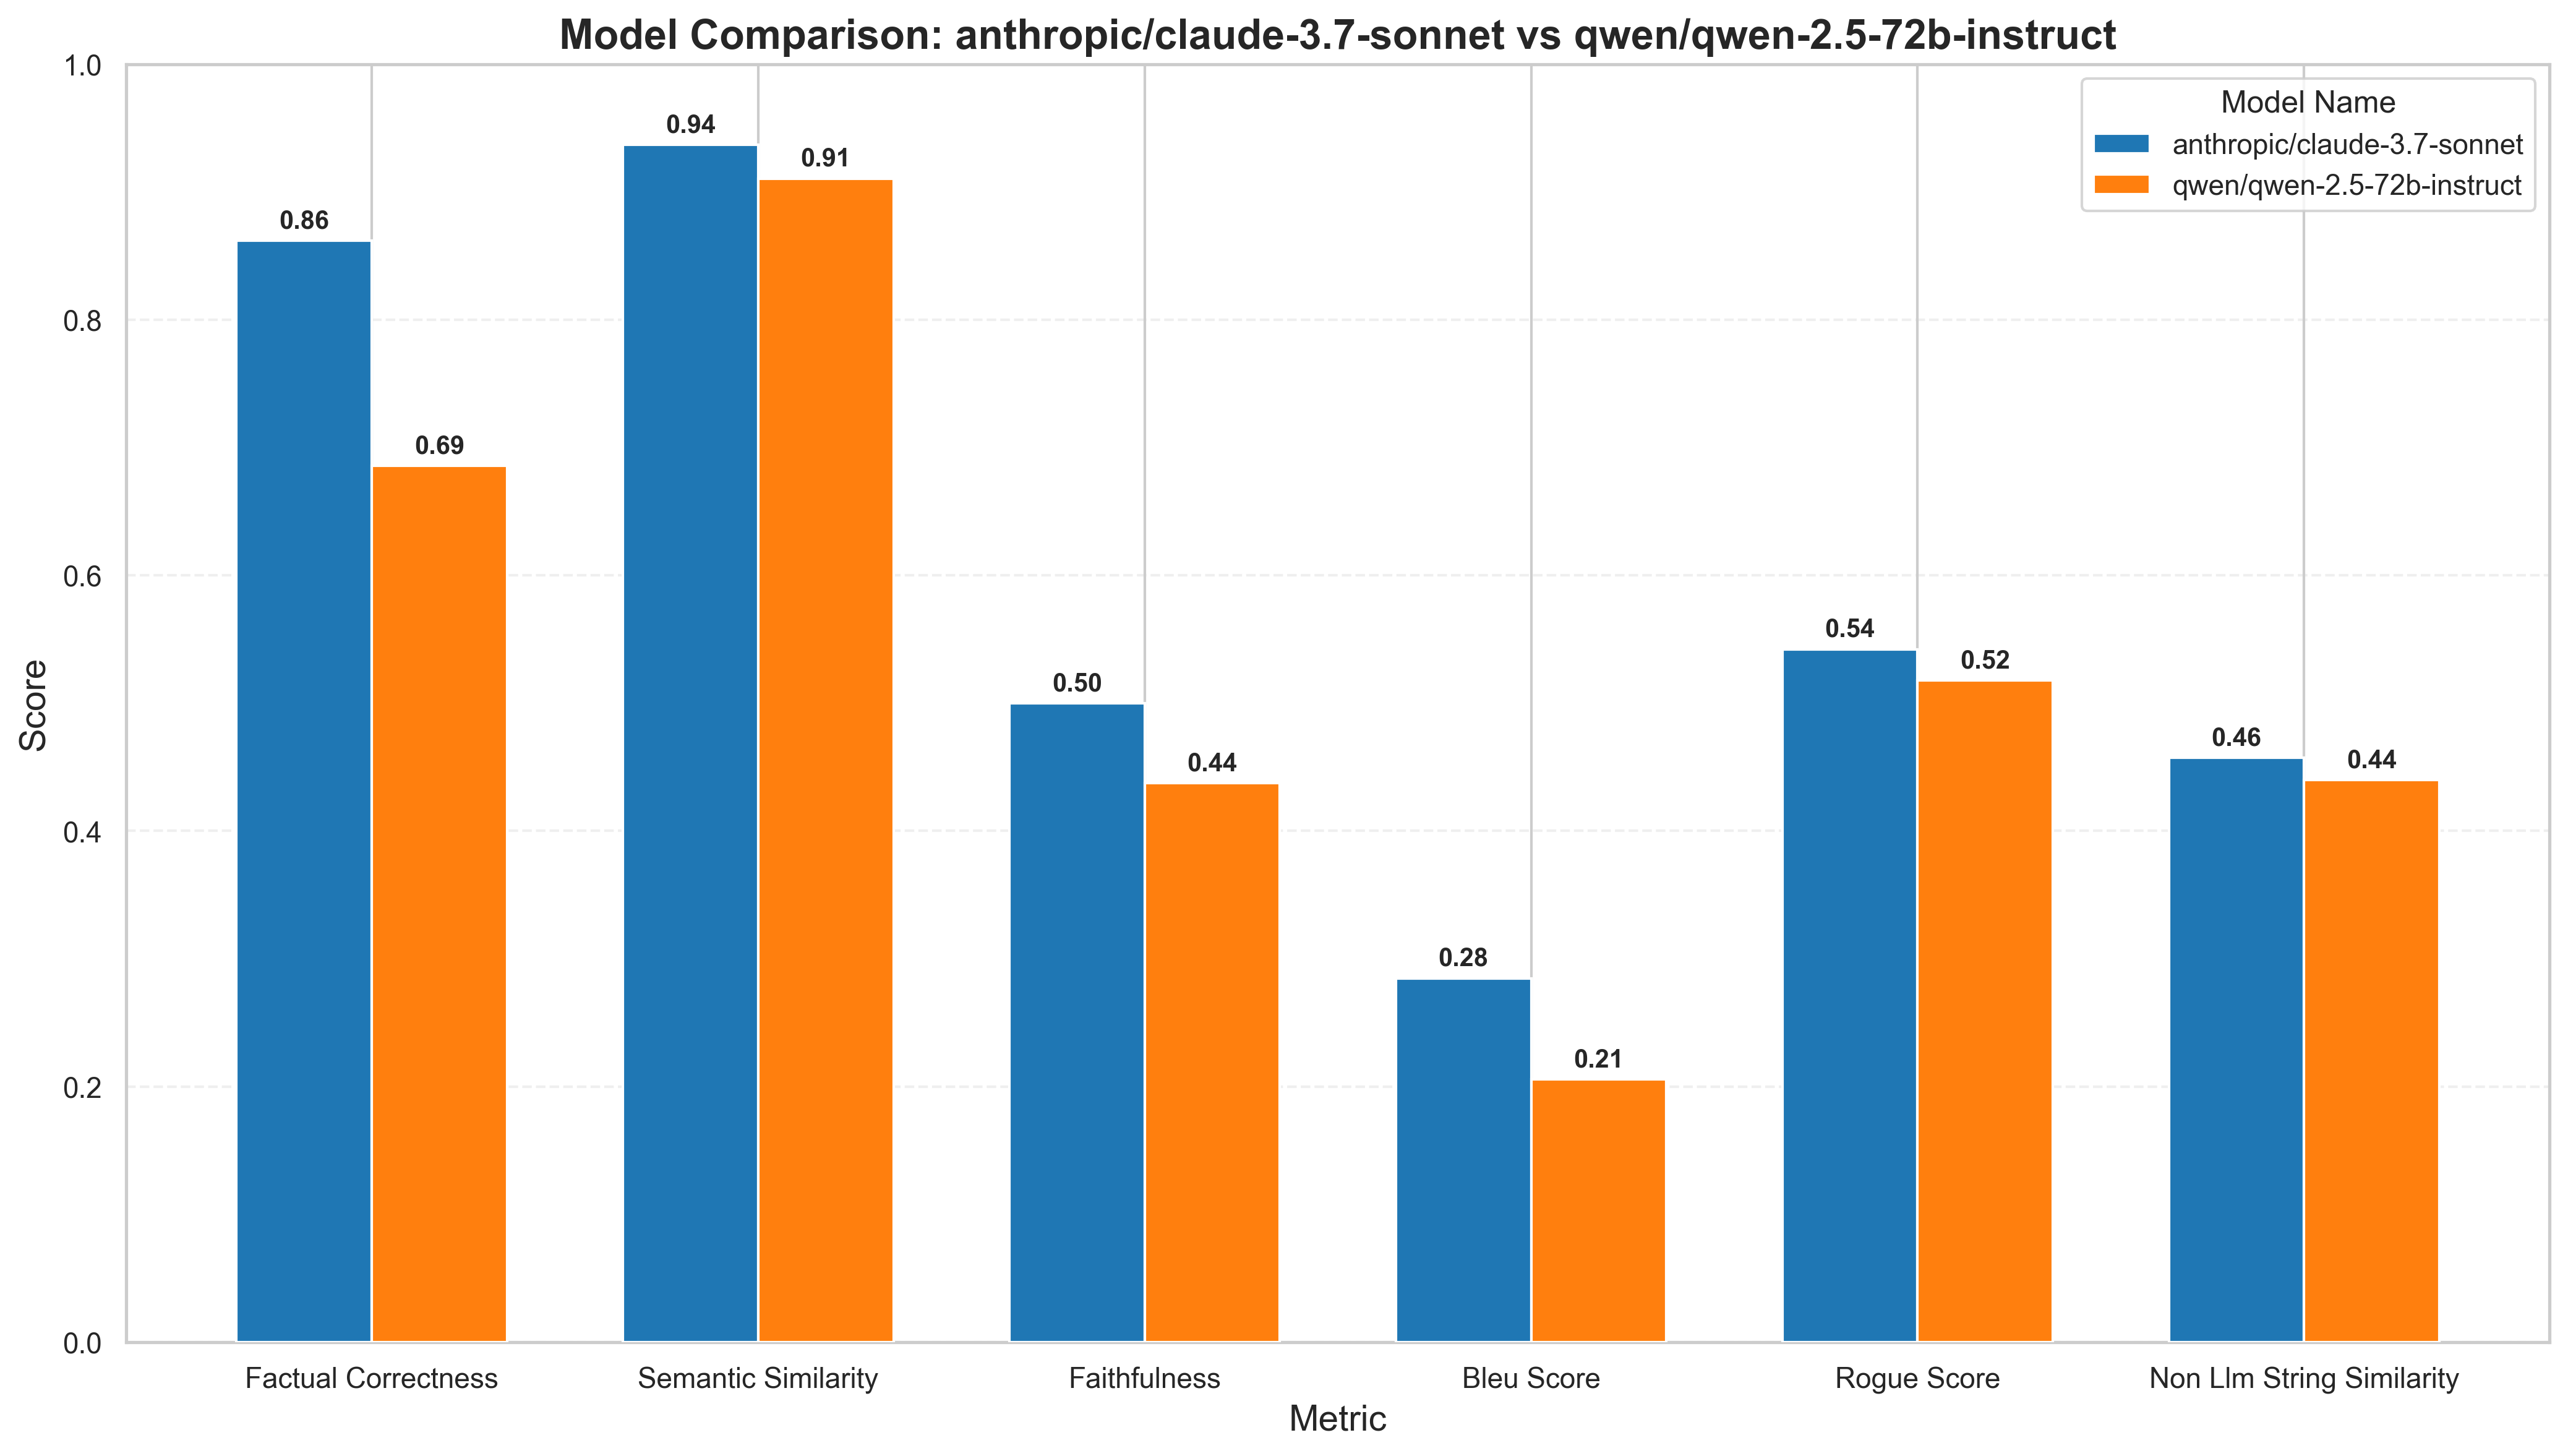 Model Comparison: anthropic/claude-3.7-sonnet vs qwen/qwen-2.5-72b-instruct
Model Name
anthropic/claude-3.7-sonnet
qwen/qwen-2.5-72b-instruct
Score
1.0
0.8
0.6
0.4
0.2
0.0
0.86
0.69
0.94
0.91
0.50
0.44
0.28
0.21
0.54
0.52
0.46
0.44
Factual Correctness
Semantic Similarity
Faithfulness
Bleu Score
Rogue Score
Non Llm String Similarity
Metric